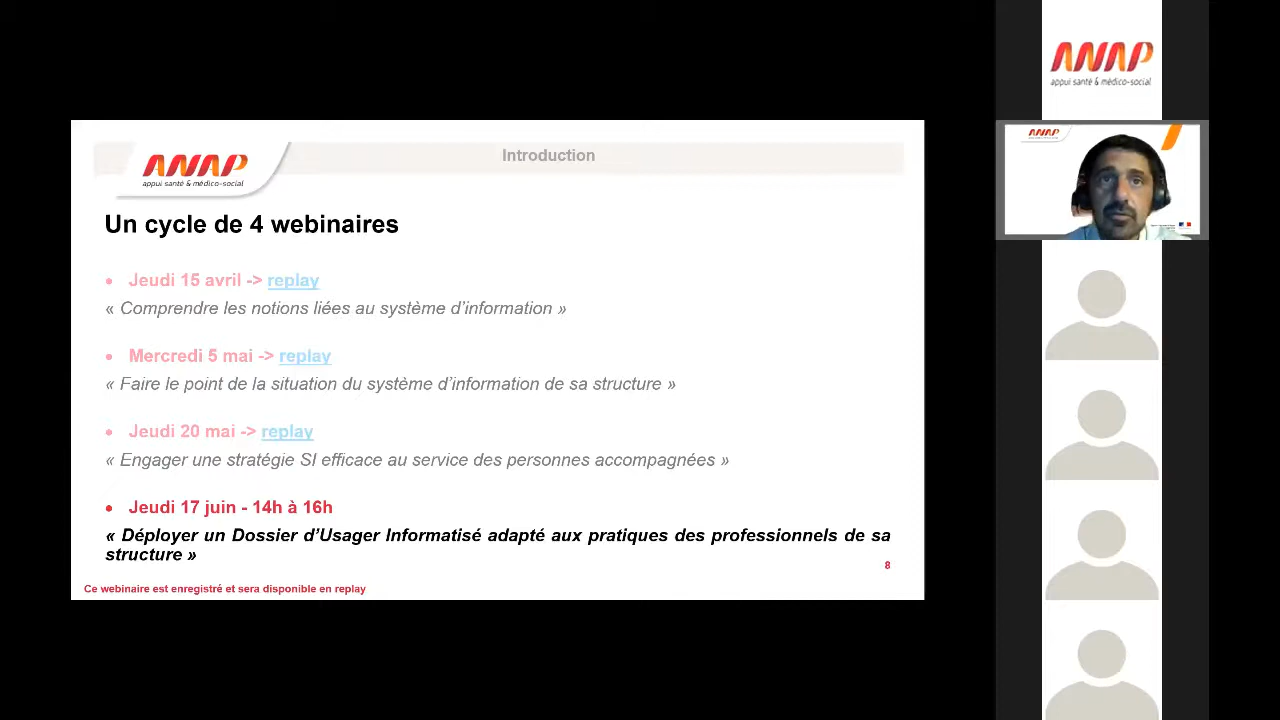 ANAP
appui santé & médico-social
Introduction
Un cycle de 4 webinaires
• Jeudi 15 avril -> replay
« Comprendre les notions liées au système d'information »
• Mercredi 5 mai -> replay
« Faire le point de la situation du système d'information de sa structure »
• Jeudi 20 mai -> replay
« Engager une stratégie SI efficace au service des personnes accompagnées »
• Jeudi 17 juin - 14h à 16h
« Déployer un Dossier d'Usager Informatisé adapté aux pratiques des professionnels de sa
structure »
8
Ce webinaire est enregistré et sera disponible en replay
ANAP
appui santé & médico-social
ANAP